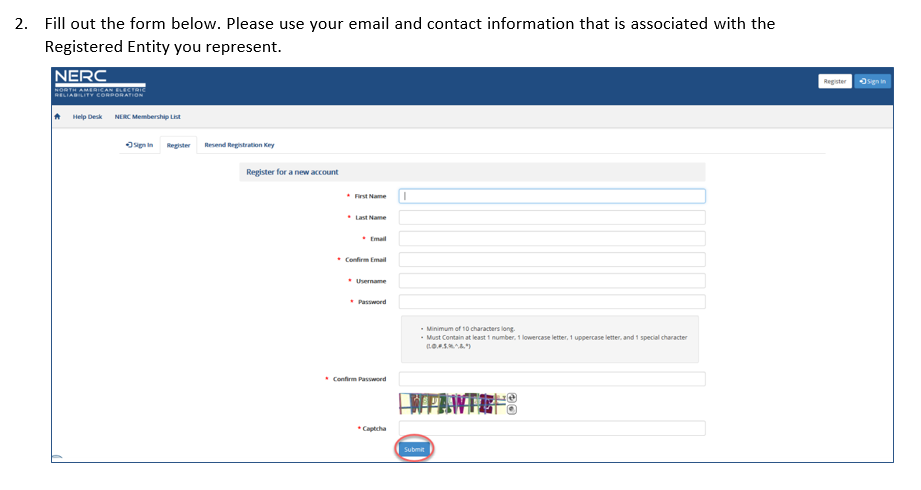 2. Fill out the form below. Please use your email and contact information that is associated with the
Registered Entity you represent.
NERC
NORTH AMERICAN ELECTRIC
RELIABILITY CORPORATION
Register Sign In
Help Desk NERC Membership List
Sign In Register Resend Registration Key
Register for a new account
* First Name
* Last Name
* Email
* Confirm Email
* Username
* Password
• Minimum of 10 characters long.
• Must Contain at least 1 number, 1 lowercase letter, 1 uppercase letter, and 1 special character
(!,@,#,$,%,^,&,*)
* Confirm Password
* Captcha
Submit